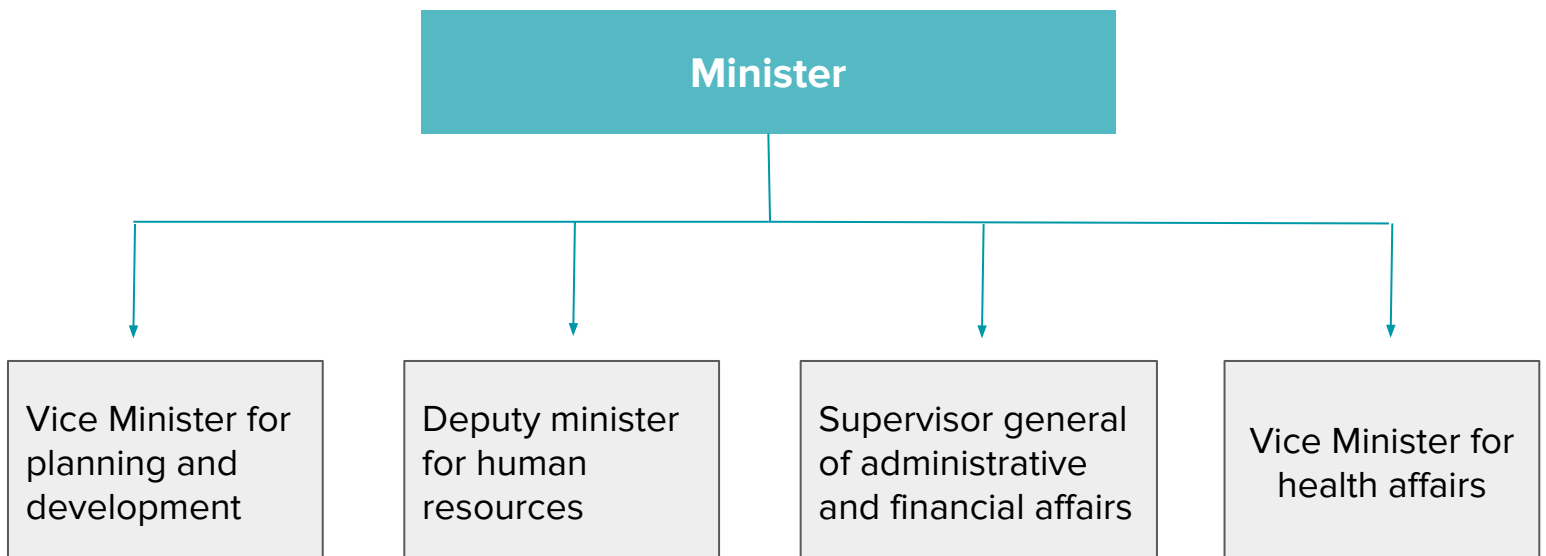 Minister
Vice Minister for
planning and
development
Deputy minister
for human
resources
Supervisor general
of administrative
and financial affairs
Vice Minister for
health affairs